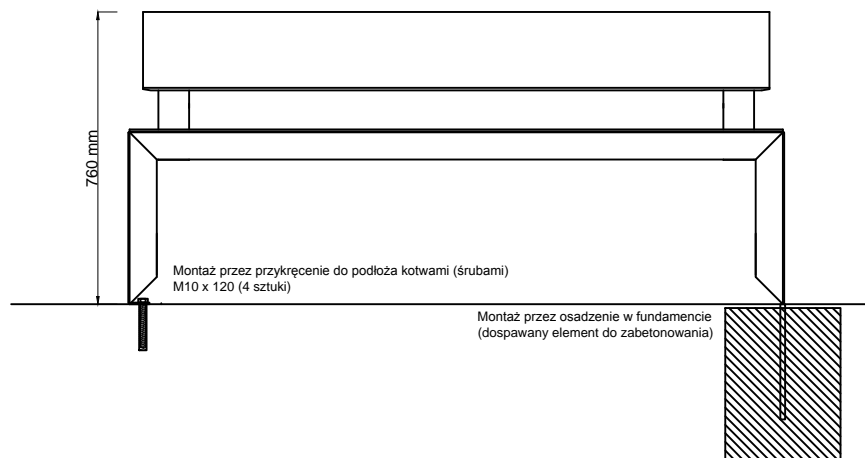 760 mm
Montaż przez przykręcenie do podłoża kotwami (śrubami)
M10 x 120 (4 sztuki)
Montaż przez osadzenie w fundamencie
(dospawany element do zabetonowania)